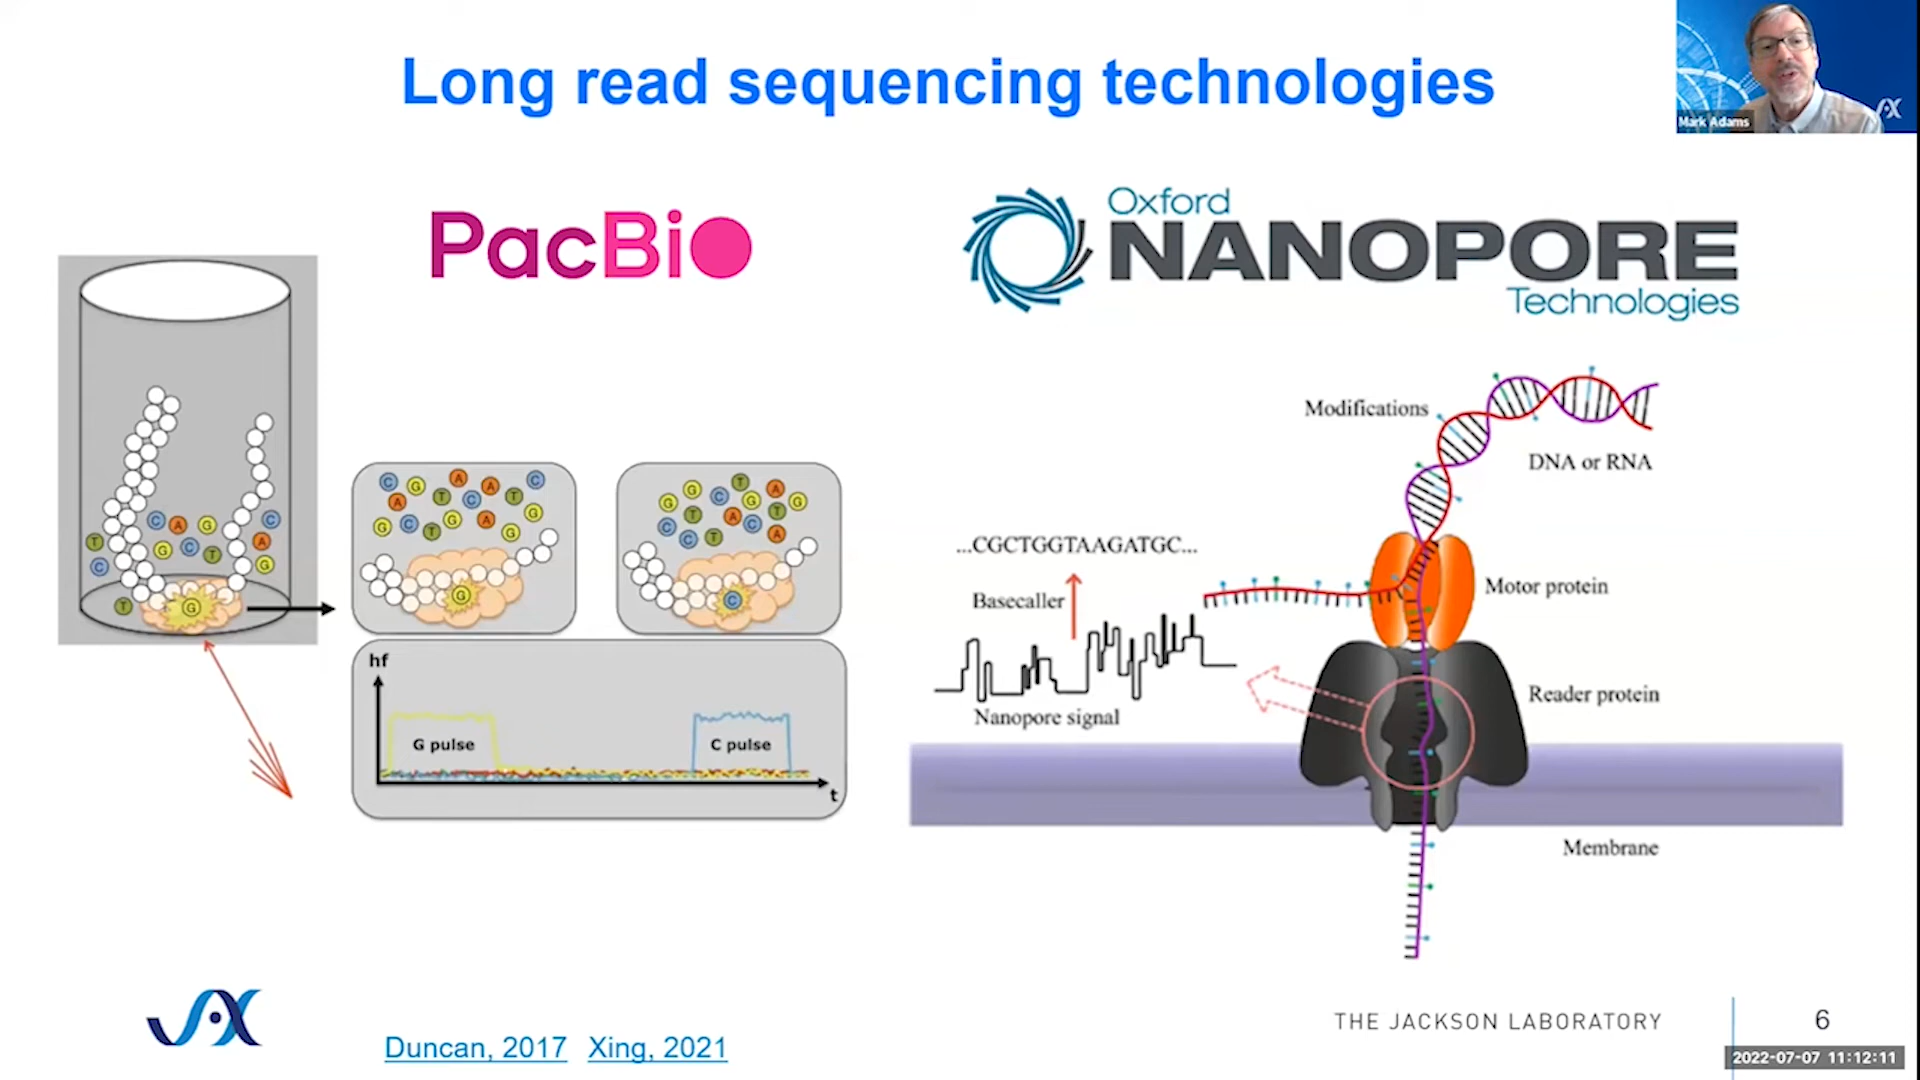 Long read sequencing technologies
Mark Adams
PacBio
Oxford
NANOPORE
Technologies
Modifications
DNA or RNA
...CGCTGGTAAGATGC...
Basecaller
Motor protein
Nanopore signal
Reader protein
Membrane
C G A A C
A T C T
G C T G A G G
G
G T A
G C G G
T A T
C C T C A
C
C A G C
T G C T A
C G
T G
hf
G pulse
C pulse
t
JAX
Duncan, 2017 Xing, 2021
THE JACKSON LABORATORY
6
2022-07-07 11:12:11